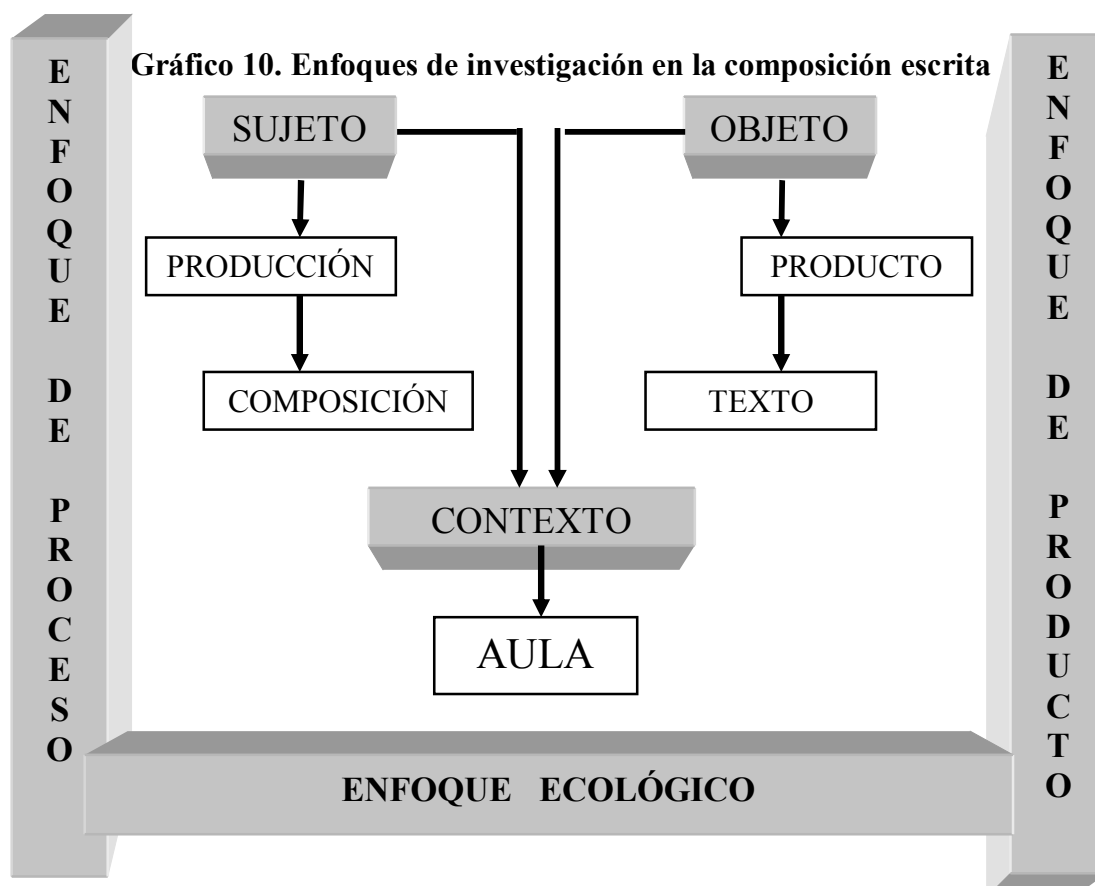 Gráfico 10. Enfoques de investigación en la composición escrita
ENFOQUE DE PROCESO
SUJETO
OBJETO
PRODUCCIÓN
PRODUCTO
COMPOSICIÓN
TEXTO
CONTEXTO
AULA
ENFOQUE ECOLÓGICO
ENFOQUE DE PRODUCTO